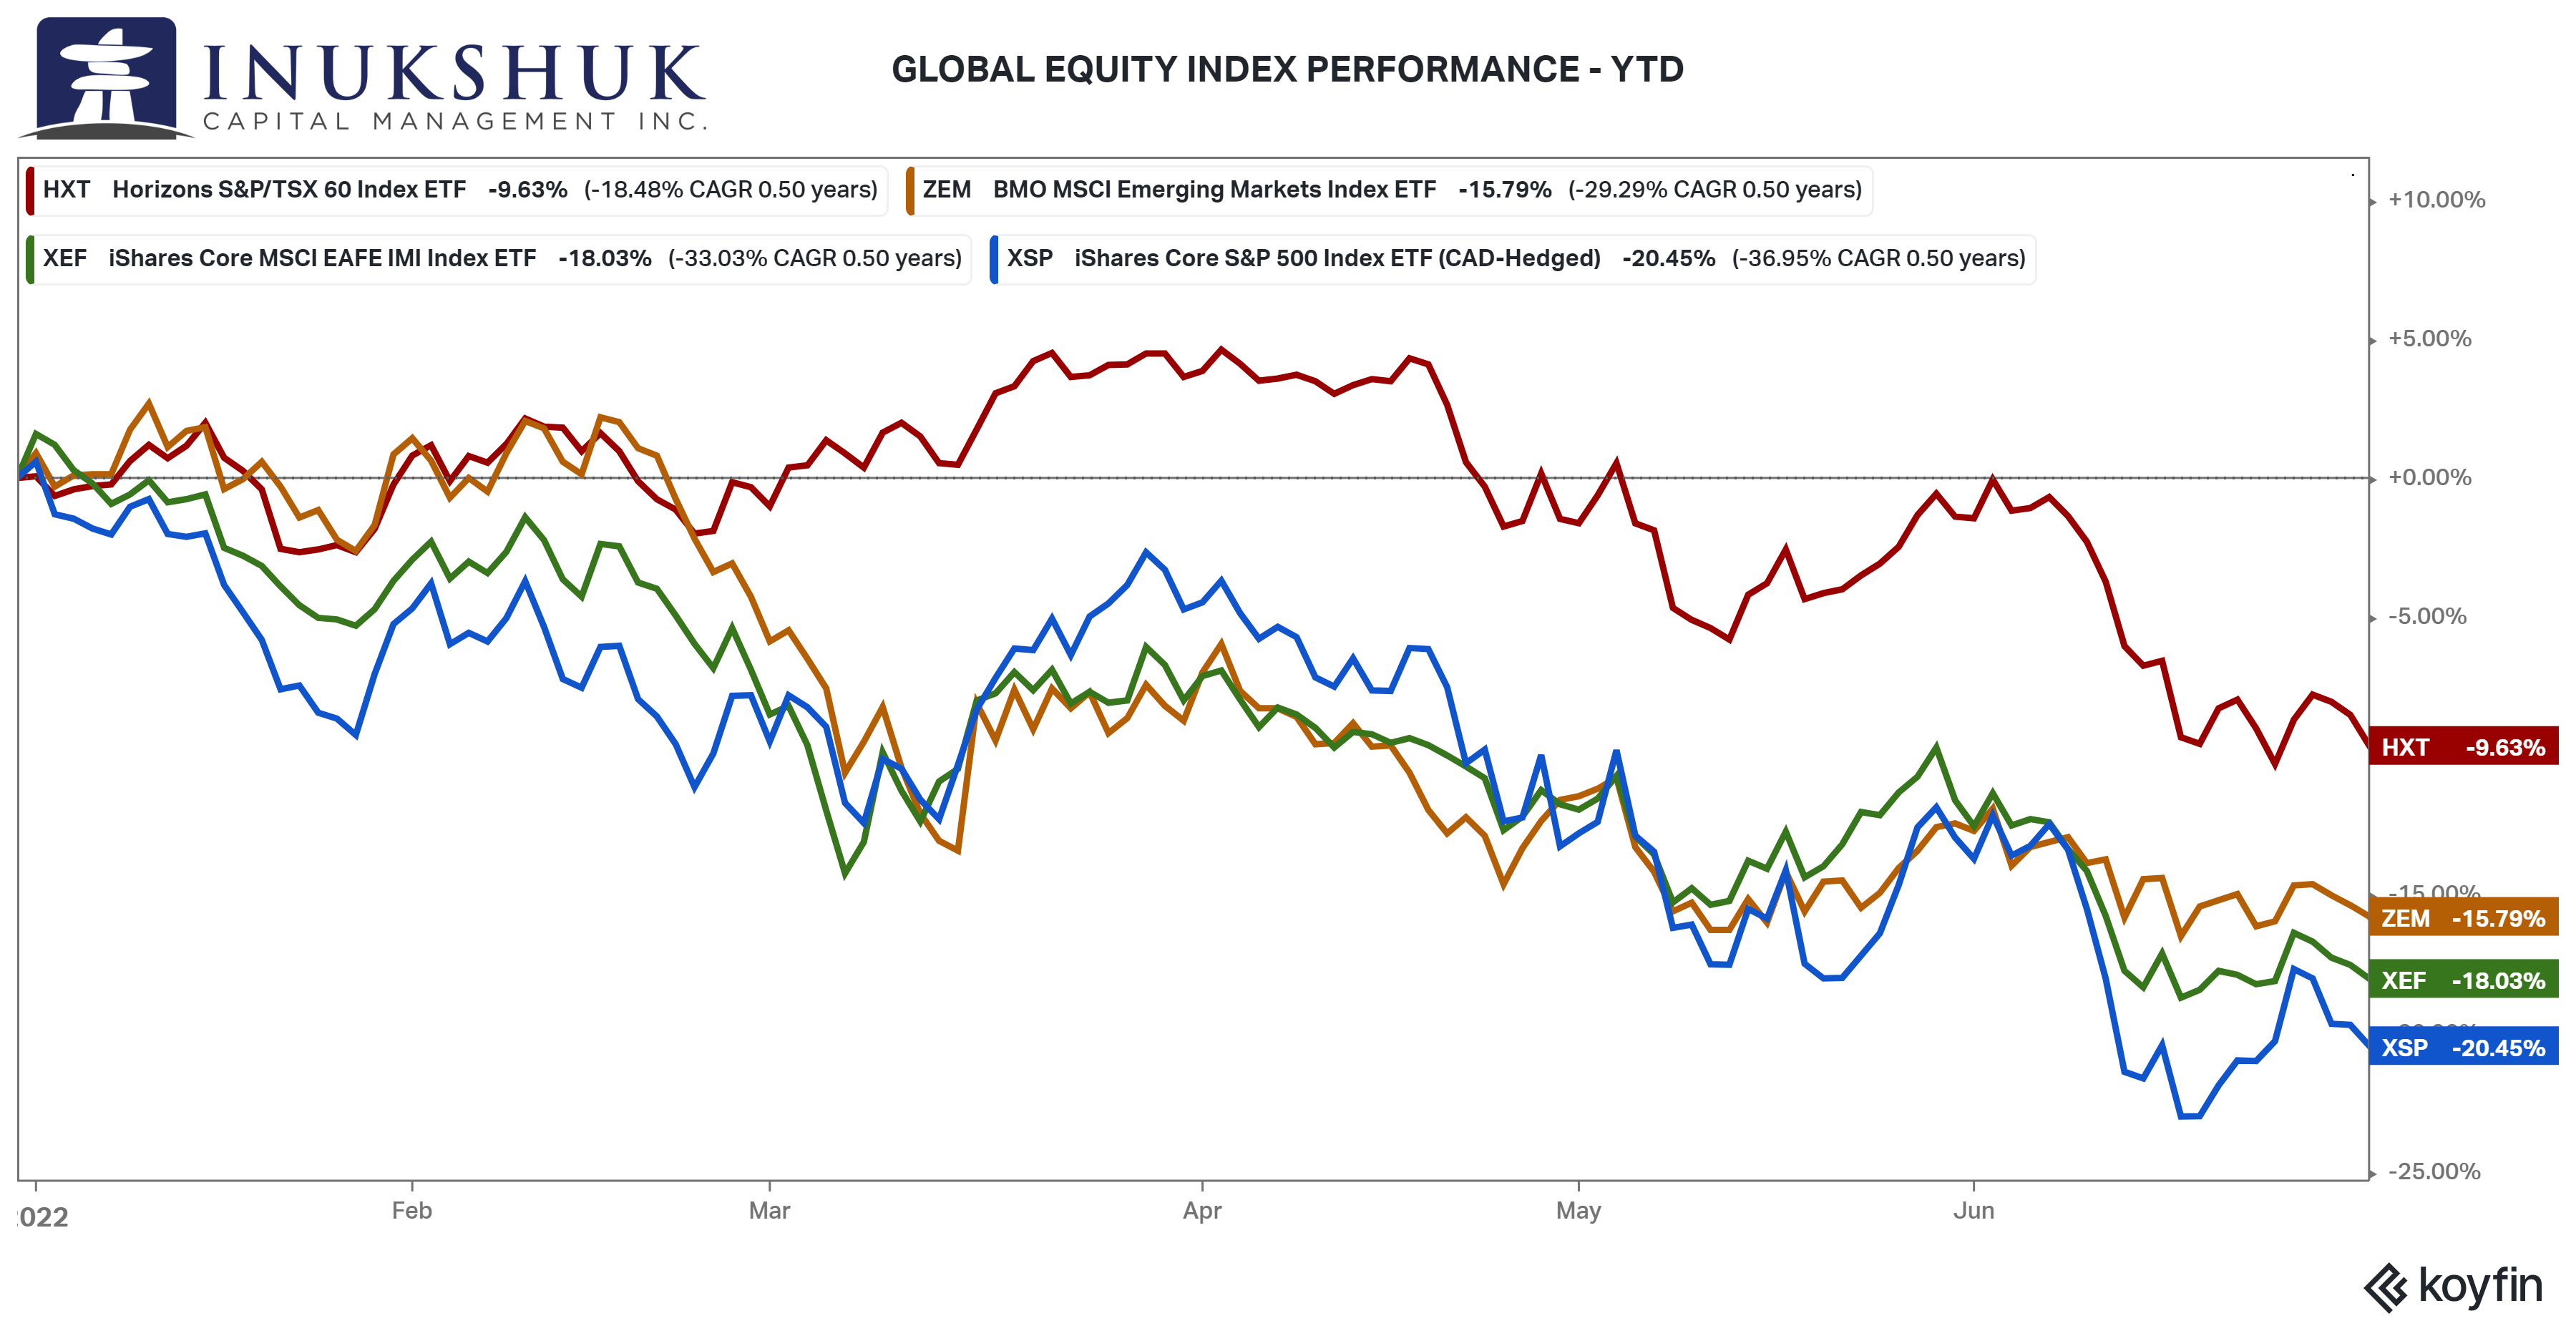 INUKSHUK
CAPITAL MANAGEMENT INC.
GLOBAL EQUITY INDEX PERFORMANCE - YTD
HXT Horizons S&P/TSX 60 Index ETF -9.63% (-18.48% CAGR 0.50 years)
ZEM BMO MSCI Emerging Markets Index ETF -15.79% (-29.29% CAGR 0.50 years)
XEF iShares Core MSCI EAFE IMI Index ETF -18.03% (-33.03% CAGR 0.50 years)
XSP iShares Core S&P 500 Index ETF (CAD-Hedged) -20.45% (-36.95% CAGR 0.50 years)
+10.00%
+5.00%
+0.00%
-5.00%
HXT -9.63%
-15.00%
ZEM -15.79%
XEF -18.03%
XSP -20.45%
-25.00%
022 Feb Mar Apr May Jun
koyfin